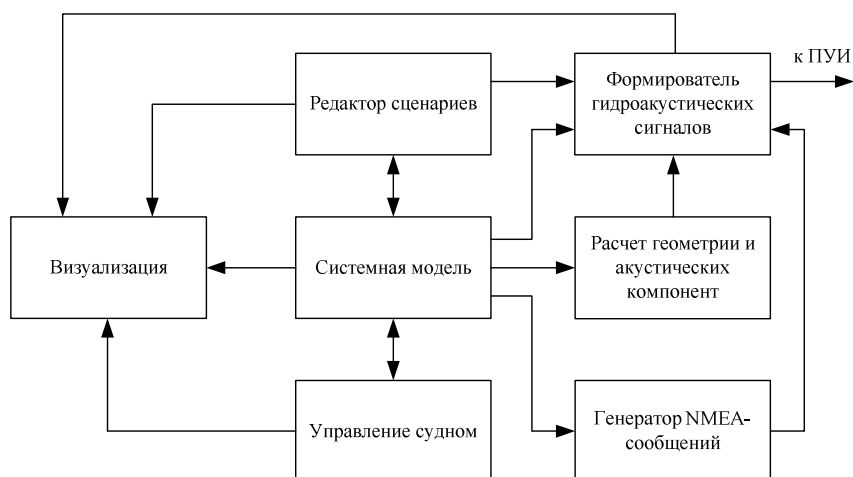 к ПУИ
Редактор сценариев
Формирователь
гидроакустических
сигналов
Визуализация
Системная модель
Расчет геометрии и
акустических
компонент
Управление судном
Генератор NMEA-
сообщений